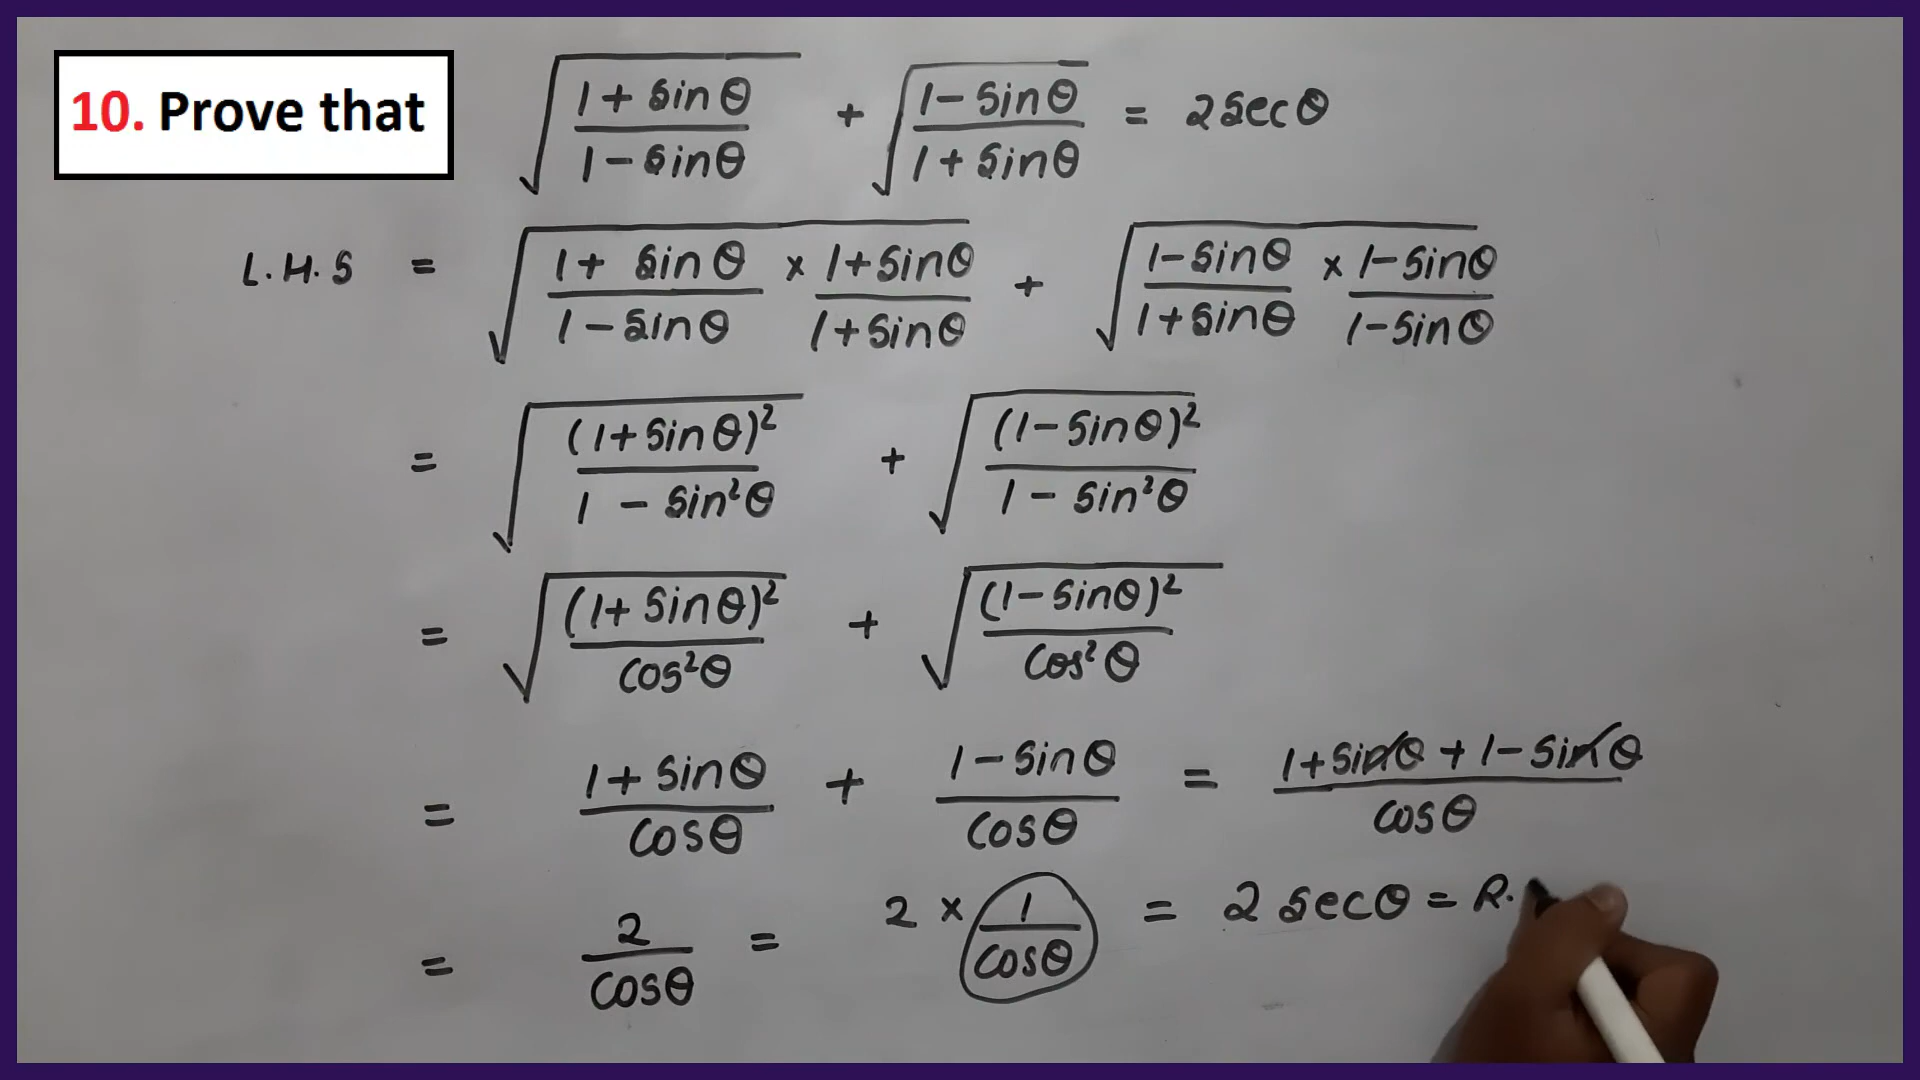 10. Prove that √((1 + sinθ)/(1 - sinθ)) + √((1 - sinθ)/(1 + sinθ)) = 2secθ
L.H.S = √((1 + sinθ)/(1 - sinθ) × (1 + sinθ)/(1 + sinθ)) + √((1 - sinθ)/(1 + sinθ) × (1 - sinθ)/(1 - sinθ))
= √((1 + sinθ)²/(1 - sin²θ)) + √((1 - sinθ)²/(1 - sin²θ))
= √((1 + sinθ)²/cos²θ) + √((1 - sinθ)²/cos²θ)
= (1 + sinθ)/cosθ + (1 - sinθ)/cosθ = (1 + sinθ + 1 - sinθ)/cosθ
= 2/cosθ = 2 × 1/cosθ = 2 secθ = R.